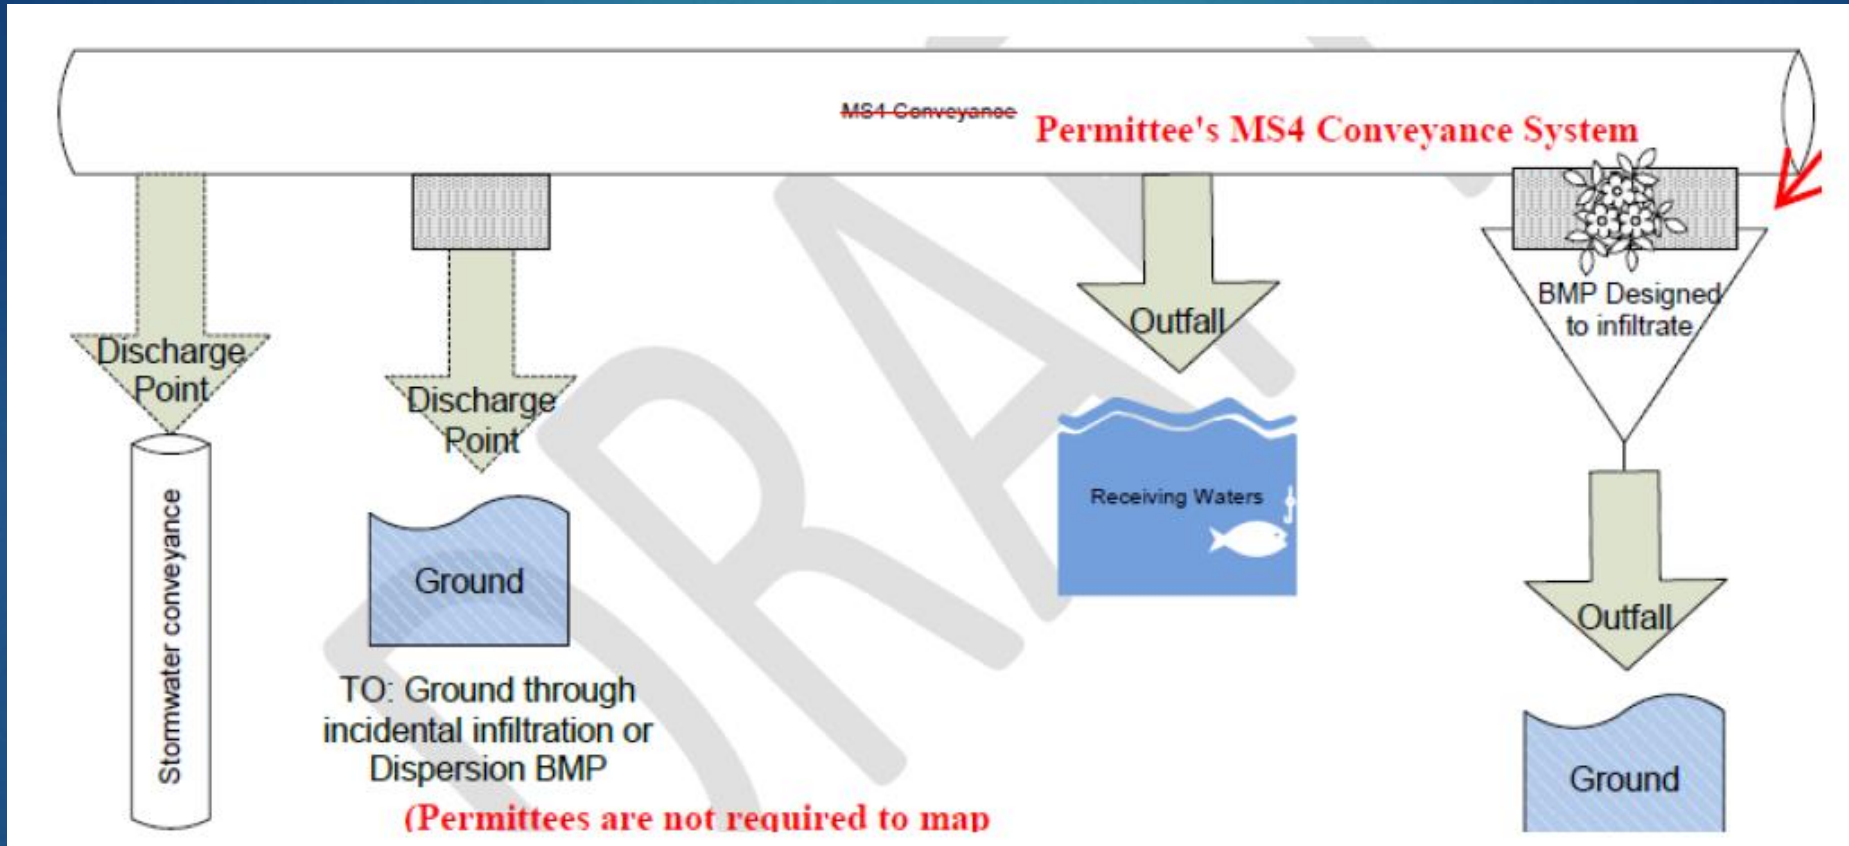 MS4 Conveyance
Permittee's MS4 Conveyance System
Discharge
Point
Stormwater conveyance
Discharge
Point
Ground
TO: Ground through
incidental infiltration or
Dispersion BMP
(Permittees are not required to map
Outfall
Receiving Waters
BMP Designed
to infiltrate
Outfall
Ground
DRA